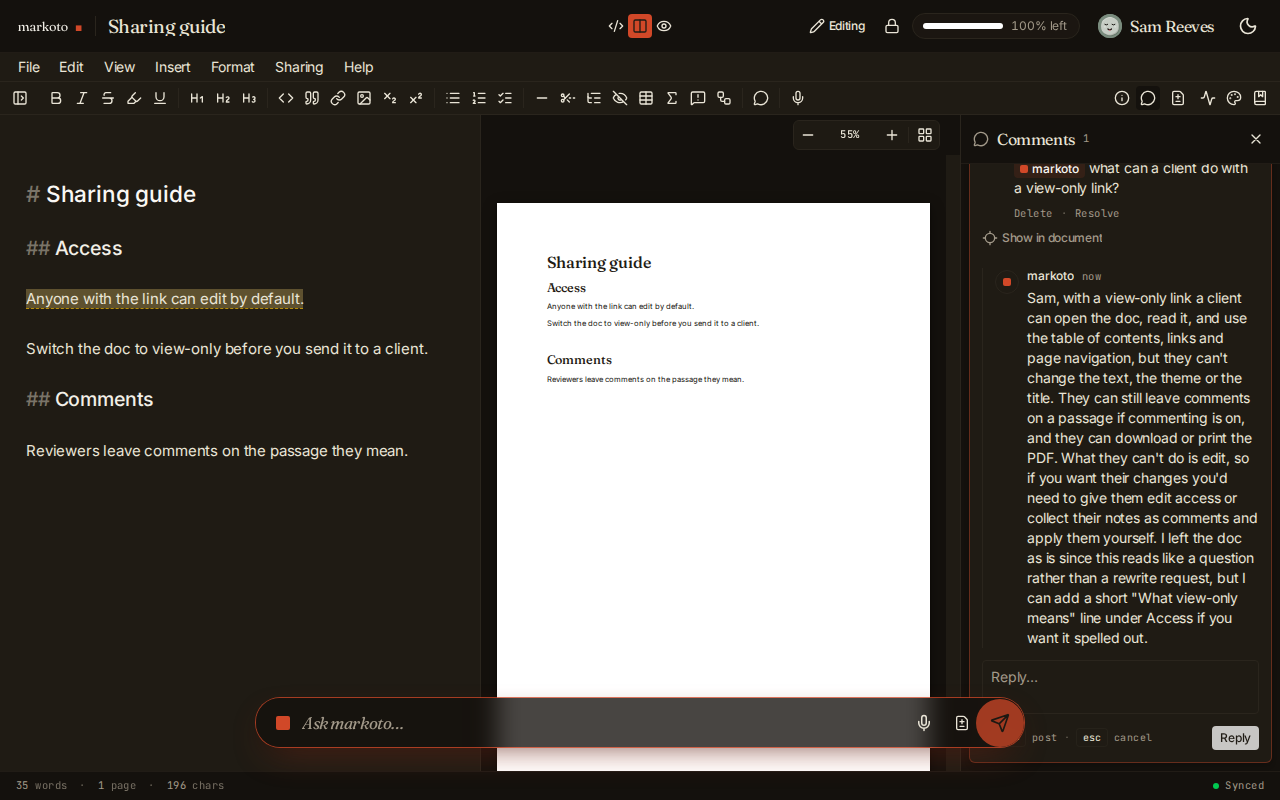 markoto
Sharing guide
Editing
100% left
Sam Reeves
File Edit View Insert Format Sharing Help
H1 H2 H3
55%
Comments 1
# Sharing guide
## Access
Anyone with the link can edit by default.
Switch the doc to view-only before you send it to a client.
## Comments
Reviewers leave comments on the passage they mean.
Sharing guide
Access
Anyone with the link can edit by default.
Switch the doc to view-only before you send it to a client.
Comments
Reviewers leave comments on the passage they mean.
markoto what can a client do with
a view-only link?
Delete · Resolve
Show in document
markoto now
Sam, with a view-only link a client
can open the doc, read it, and use
the table of contents, links and
page navigation, but they can't
change the text, the theme or the
title. They can still leave comments
on a passage if commenting is on,
and they can download or print the
PDF. What they can't do is edit, so
if you want their changes you'd
need to give them edit access or
collect their notes as comments and
apply them yourself. I left the doc
as is since this reads like a question
rather than a rewrite request, but I
can add a short "What view-only
means" line under Access if you
want it spelled out.
Reply...
post · esc cancel
Reply
Ask markoto...
35 words · 1 page · 196 chars
Synced